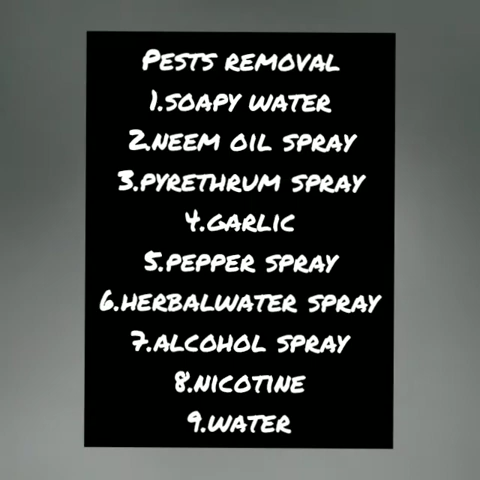 PESTS REMOVAL
1.SOAPY WATER
2.NEEM OIL SPRAY
3.PYRETHRUM SPRAY
4.GARLIC
5.PEPPER SPRAY
6.HERBALWATER SPRAY
7.ALCOHOL SPRAY
8.NICOTINE
9.WATER